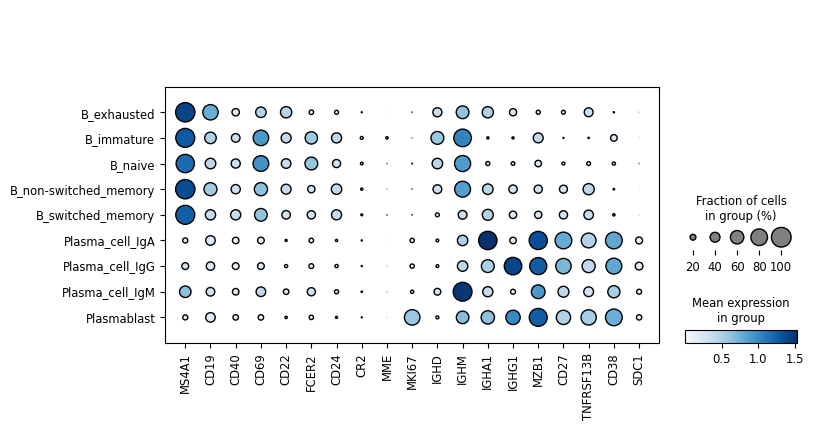 B_exhausted
B_immature
B_naive
B_non-switched_memory
B_switched_memory
Plasma_cell_IgA
Plasma_cell_IgG
Plasma_cell_IgM
Plasmablast
MS4A1
CD19
CD40
CD69
CD22
FCER2
CD24
CR2
MME
MKI67
IGHD
IGHM
IGHA1
IGHG1
MZB1
CD27
TNFRSF13B
CD38
SDC1
Fraction of cells
in group (%)
20 40 60 80 100
Mean expression
in group
0.5 1.0 1.5